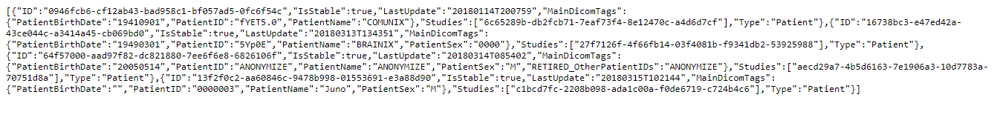 [{"ID":"0946fcb6-cf12ab43-bad958c1-bf057ad5-0fc6f54c","IsStable":true,"LastUpdate":"20180114T200759","MainDicomTags":
{"PatientBirthDate":"19410901","PatientID":"fYET5.0","PatientName":"COMUNIX"},"Studies":["6c65289b-db2fcb71-7eaf73f4-8e12470c-a4d6d7cf"],"Type":"Patient"},{"ID":"16738bc3-e47ed42a-
43ce044c-a3414a45-cb069bd0","IsStable":true,"LastUpdate":"20180313T134351","MainDicomTags":
{"PatientBirthDate":"19490301","PatientID":"5Yp0E","PatientName":"BRAINIX","PatientSex":"0000"},"Studies":["27f7126f-4f66fb14-03f4081b-f9341db2-53925988"],"Type":"Patient"},
{"ID":"64f57000-aad97f82-dc821880-7ee6f6e8-6826106f","IsStable":true,"LastUpdate":"20180314T085402","MainDicomTags":
{"PatientBirthDate":"20050514","PatientID":"ANONYMIZE","PatientName":"ANONYMIZE","PatientSex":"M","RETIRED_OtherPatientIDs":"ANONYMIZE"},"Studies":["aecd29a7-4b5d6163-7e1906a3-10d7783a-
70751d8a"],"Type":"Patient"},{"ID":"13f2f0c2-aa60846c-9478b998-01553691-e3a88d90","IsStable":true,"LastUpdate":"20180315T102144","MainDicomTags":
{"PatientBirthDate":"","PatientID":"0000003","PatientName":"Juno","PatientSex":"M"},"Studies":["c1bcd7fc-2208b098-ada1c00a-f0de6719-c724b4c6"],"Type":"Patient"}]